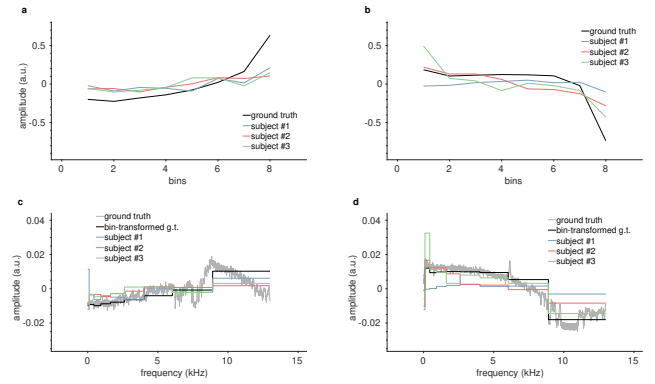 a
amplitude (a.u.)
0.5
0
-0.5
0
2
4
6
8
10
bins
ground truth
subject #1
subject #2
subject #3
b
0.5
0
-0.5
0
2
4
6
8
10
bins
ground truth
subject #1
subject #2
subject #3
c
amplitude (a.u.)
0.04
0.02
0
-0.02
0
5
10
15
frequency (kHz)
ground truth
bin-transformed g.t.
subject #1
subject #2
subject #3
d
amplitude (a.u.)
0.04
0.02
0
-0.02
0
5
10
15
frequency (kHz)
ground truth
bin-transformed g.t.
subject #1
subject #2
subject #3